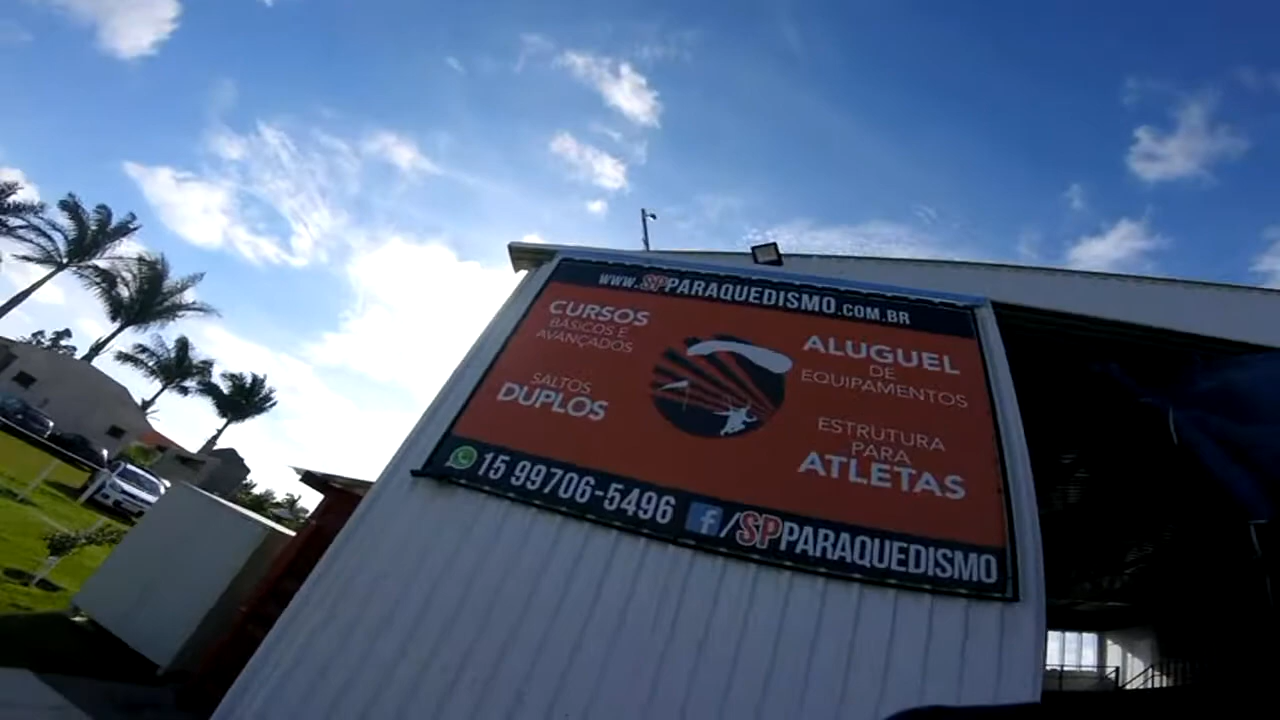 www.SPPARAQUEDISMO.COM.BR
CURSOS
BÁSICOS E
AVANÇADOS
SALTOS
DUPLOS
ALUGUEL
DE
EQUIPAMENTOS
ESTRUTURA
PARA
ATLETAS
15 99706-5496 f/SPPARAQUEDISMO